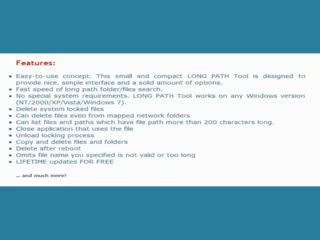 Features:
• Easy-to-use concept. This small and compact LONG PATH Tool is designed to
provide nice, simple interface and a solid amount of options.
• Fast speed of long path folder/files search.
• No special system requirements. LONG PATH Tool works on any Windows version
(NT/2000/XP/Vista/Windows 7).
• Delete system locked files
• Can delete files even from mapped network folders
• Can list files and paths which have file path more than 200 characters long.
• Close application that uses the file
• Unload locking process
• Copy and delete files and folders
• Delete after reboot
• Omits file name you specified is not valid or too long
• LIFETIME updates FOR FREE
... and much more!